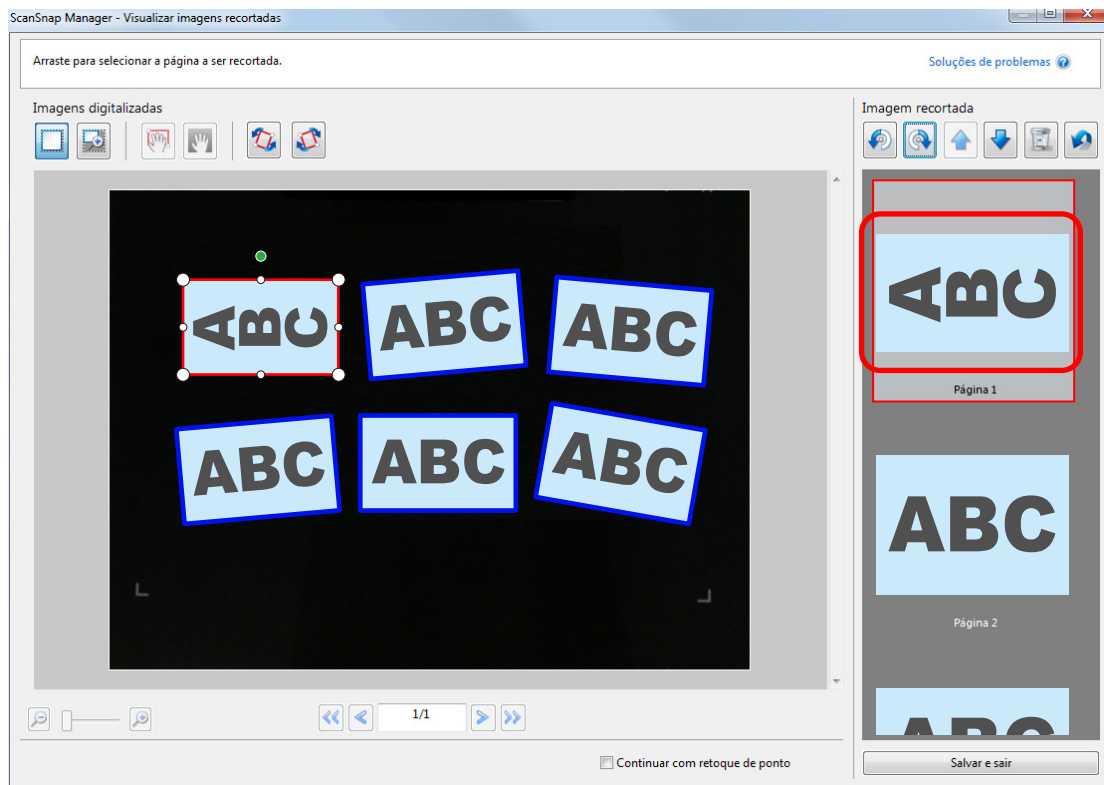 ScanSnap Manager - Visualizar imagens recortadas
Arraste para selecionar a página a ser recortada.
Soluções de problemas
Imagens digitalizadas
Imagem recortada
ABC
ABC
ABC
ABC
ABC
ABC
ABC
Página 1
ABC
Página 2
ABC
1/1
Continuar com retoque de ponto
Salvar e sair